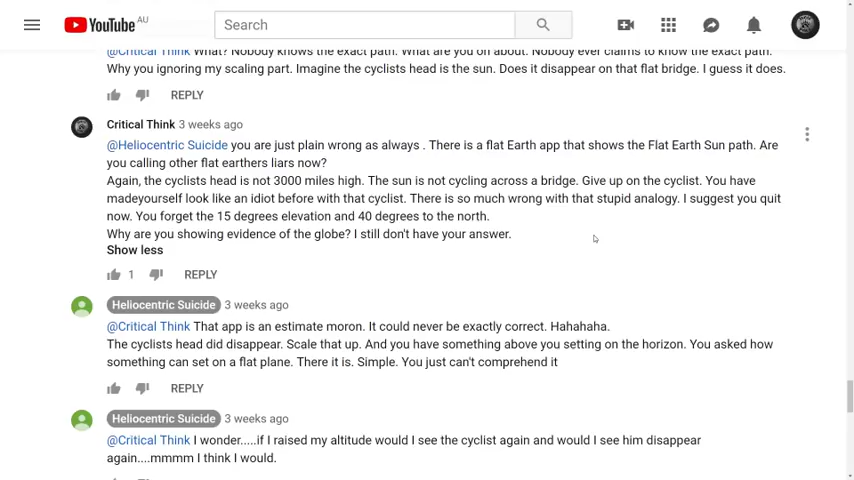 YouTube AU
Search
@Critical Think What? Nobody knows the exact path. What are you on about. Nobody ever claims to know the exact path.
Why you ignoring my scaling part. Imagine the cyclists head is the sun. Does it disappear on that flat bridge. I guess it does.
REPLY
Critical Think 3 weeks ago
@Heliocentric Suicide you are just plain wrong as always . There is a flat Earth app that shows the Flat Earth Sun path. Are
you calling other flat earthers liars now?
Again, the cyclists head is not 3000 miles high. The sun is not cycling across a bridge. Give up on the cyclist. You have
madeyourself look like an idiot before with that cyclist. There is so much wrong with that stupid analogy. I suggest you quit
now. You forget the 15 degrees elevation and 40 degrees to the north.
Why are you showing evidence of the globe? I still don't have your answer.
Show less
1 REPLY
Heliocentric Suicide 3 weeks ago
@Critical Think That app is an estimate moron. It could never be exactly correct. Hahahaha.
The cyclists head did disappear. Scale that up. And you have something above you setting on the horizon. You asked how
something can set on a flat plane. There it is. Simple. You just can't comprehend it
REPLY
Heliocentric Suicide 3 weeks ago
@Critical Think I wonder.....if I raised my altitude would I see the cyclist again and would I see him disappear
again....mmmm I think I would.